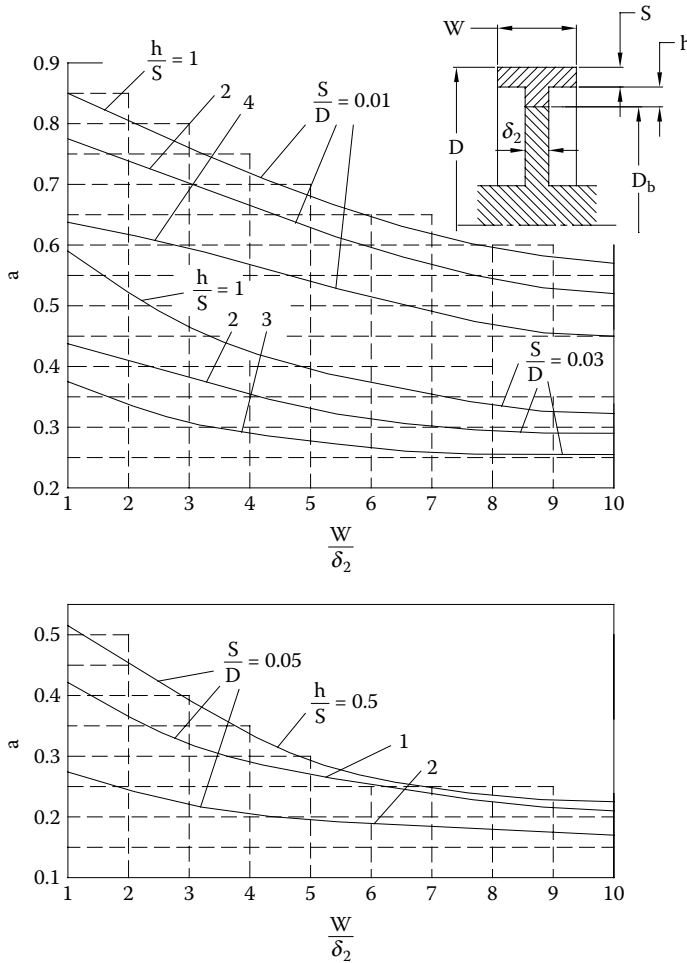 W
S
h
D
δ2
Db
h/S = 1
2
4
S/D = 0.01
h/S = 1
2
3
S/D = 0.03
a
0.9
0.8
0.7
0.6
0.5
0.4
0.3
0.2
1 2 3 4 5 6 7 8 9 10
W/δ2
S/D = 0.05
h/S = 0.5
1
2
a
0.5
0.4
0.3
0.2
0.1
1 2 3 4 5 6 7 8 9 10
W/δ2